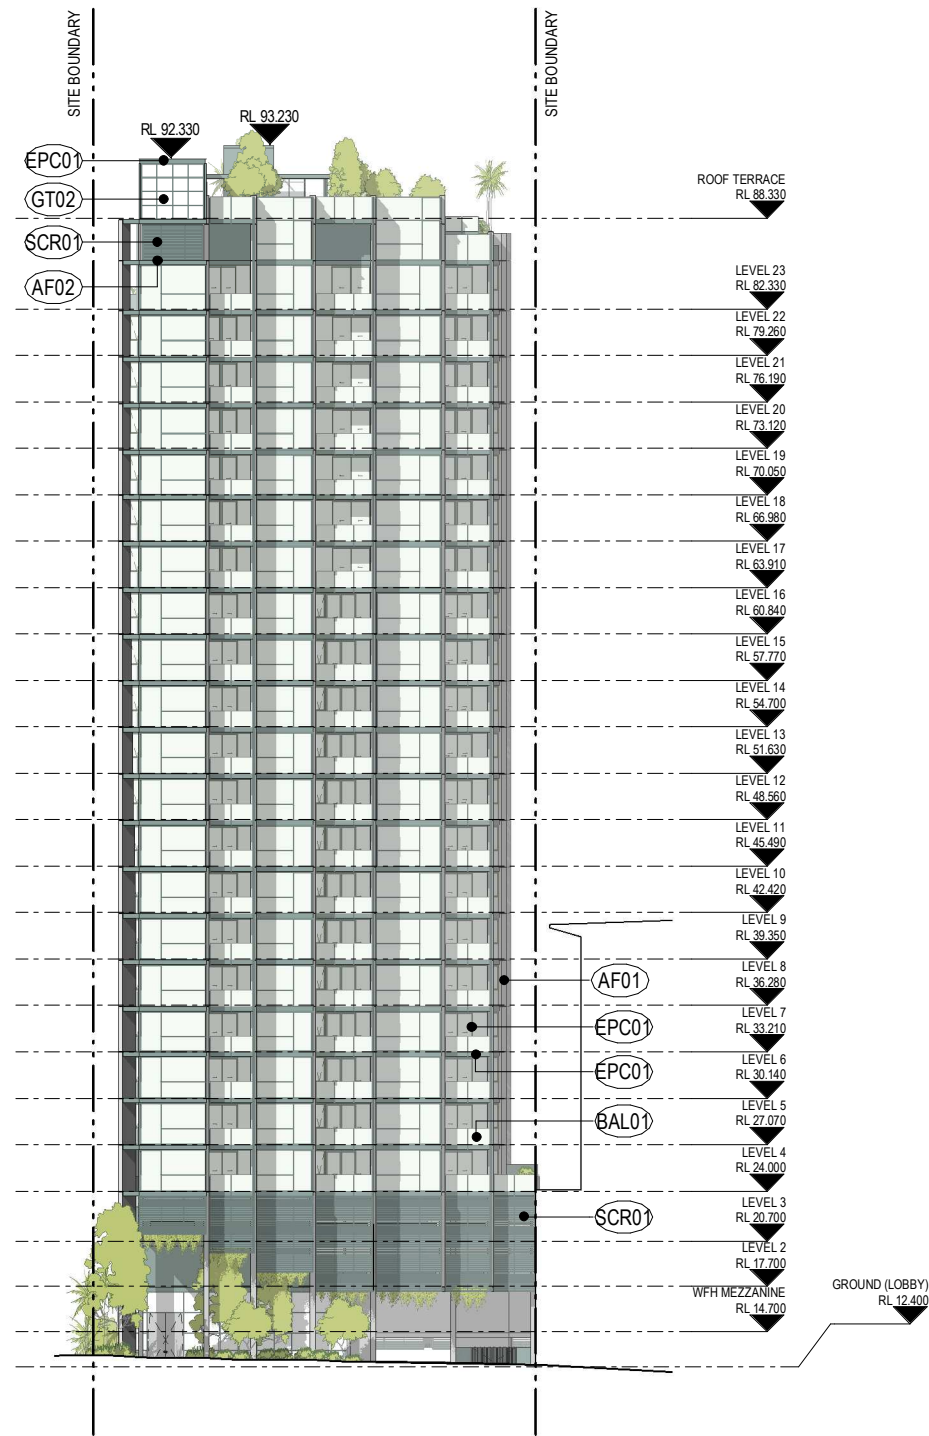 SITE BOUNDARY
SITE BOUNDARY
RL 92.330
RL 93.230
EPC01
GT02
SCR01
AF02
ROOF TERRACE
RL 88.330
LEVEL 23
RL 82.330
LEVEL 22
RL 79.260
LEVEL 21
RL 76.190
LEVEL 20
RL 73.120
LEVEL 19
RL 70.050
LEVEL 18
RL 66.980
LEVEL 17
RL 63.910
LEVEL 16
RL 60.840
LEVEL 15
RL 57.770
LEVEL 14
RL 54.700
LEVEL 13
RL 51.630
LEVEL 12
RL 48.560
LEVEL 11
RL 45.490
LEVEL 10
RL 42.420
LEVEL 9
RL 39.350
AF01
LEVEL 8
RL 36.280
EPC01
LEVEL 7
RL 33.210
EPC01
LEVEL 6
RL 30.140
BAL01
LEVEL 5
RL 27.070
LEVEL 4
RL 24.000
SCR01
LEVEL 3
RL 20.700
LEVEL 2
RL 17.700
WFH MEZZANINE
RL 14.700
GROUND (LOBBY)
RL 12.400